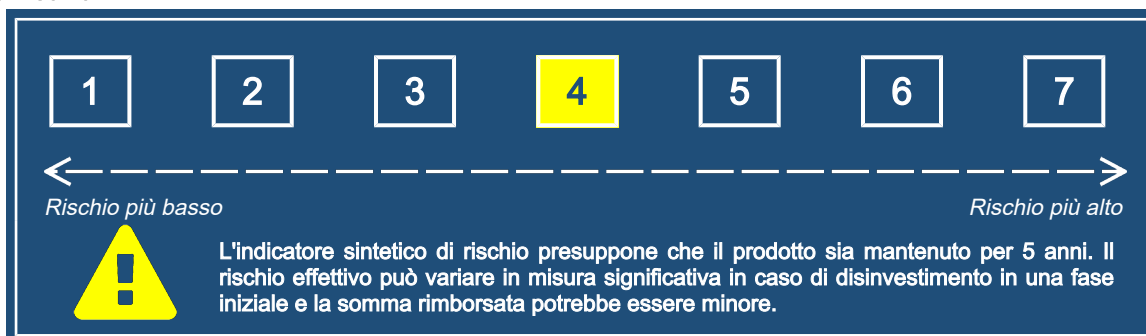 1 2 3 4 5 6 7
Rischio più basso Rischio più alto
L'indicatore sintetico di rischio presuppone che il prodotto sia mantenuto per 5 anni. Il
rischio effettivo può variare in misura significativa in caso di disinvestimento in una fase
iniziale e la somma rimborsata potrebbe essere minore.